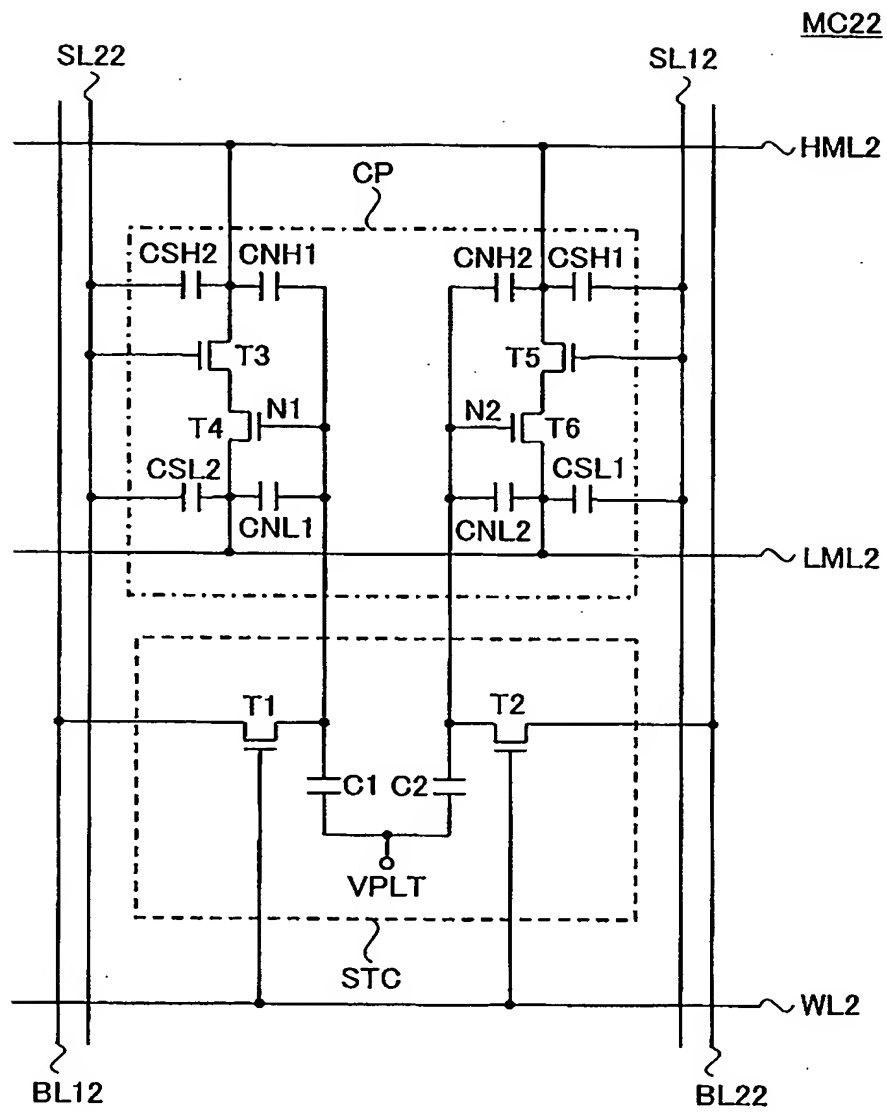 MC22
SL22
SL12
HML2
CP
CSH2
CNH1
CNH2
CSH1
T3
T5
N1
N2
T4
T6
CSL2
CSL1
CNL1
CNL2
LML2
T1
T2
C1
C2
VPLT
STC
WL2
BL12
BL22